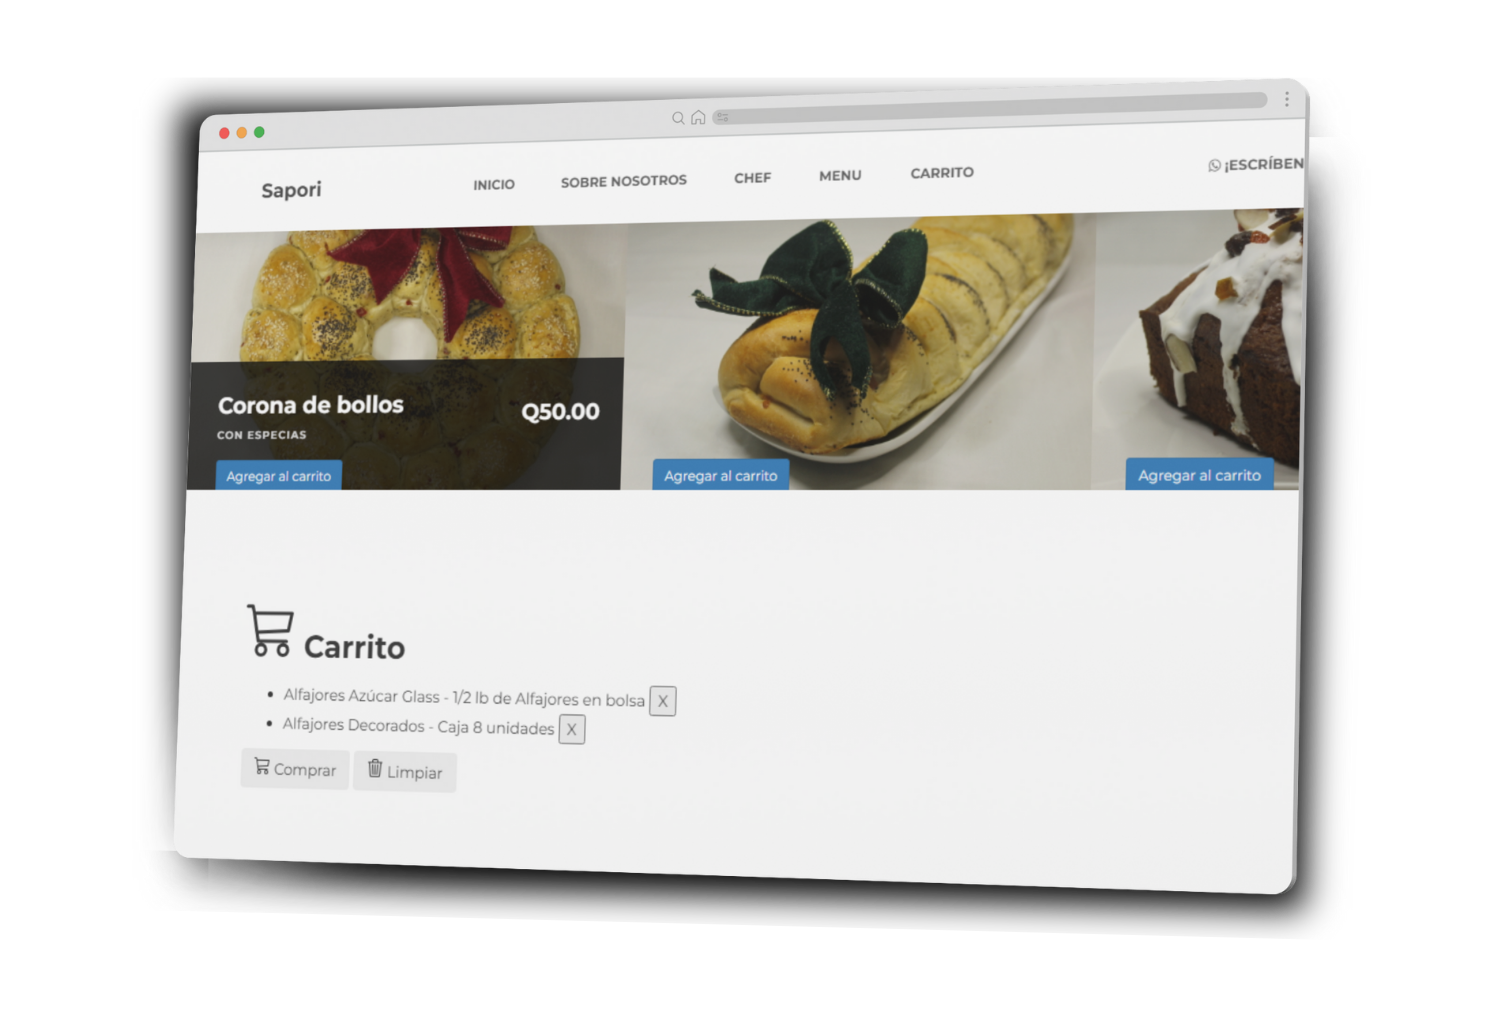 Sapori
INICIO
SOBRE NOSOTROS
CHEF
MENU
CARRITO
¡ESCRÍBEN
Corona de bollos
Q50.00
CON ESPECIAS
Agregar al carrito
Agregar al carrito
Agregar al carrito
Carrito
Alfajores Azúcar Glass - 1/2 lb de Alfajores en bolsa X
Alfajores Decorados - Caja 8 unidades X
Comprar
Limpiar